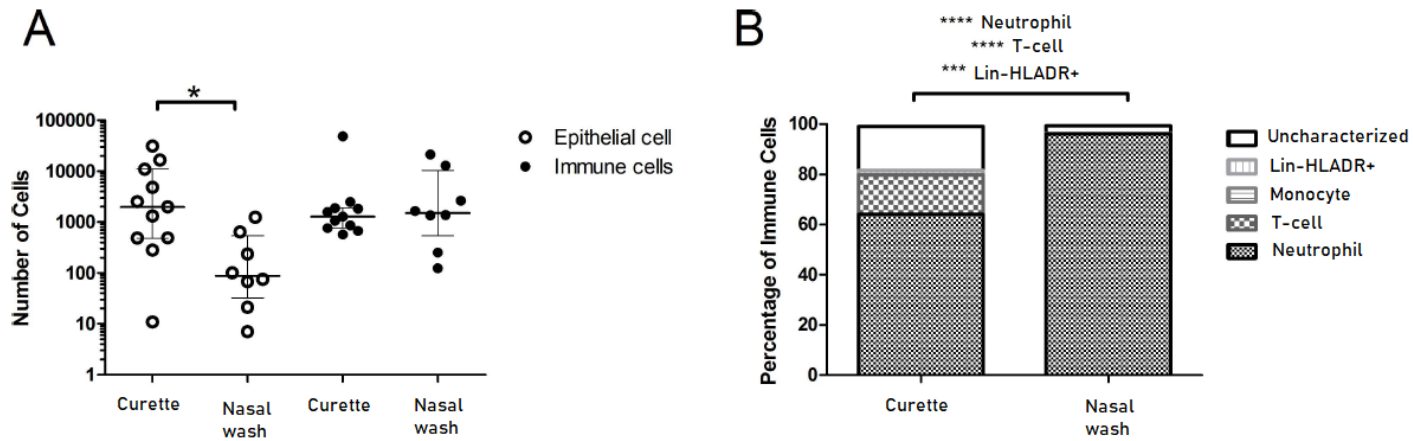 A
*
Number of Cells
100000
10000
1000
100
10
1
Curette
Nasal
wash
Curette
Nasal
wash
Epithelial cell
Immune cells
B
**** Neutrophil
**** T-cell
*** Lin-HLADR+
Percentage of Immune Cells
100
80
60
40
20
0
Curette
Nasal
wash
Uncharacterized
Lin-HLADR+
Monocyte
T-cell
Neutrophil